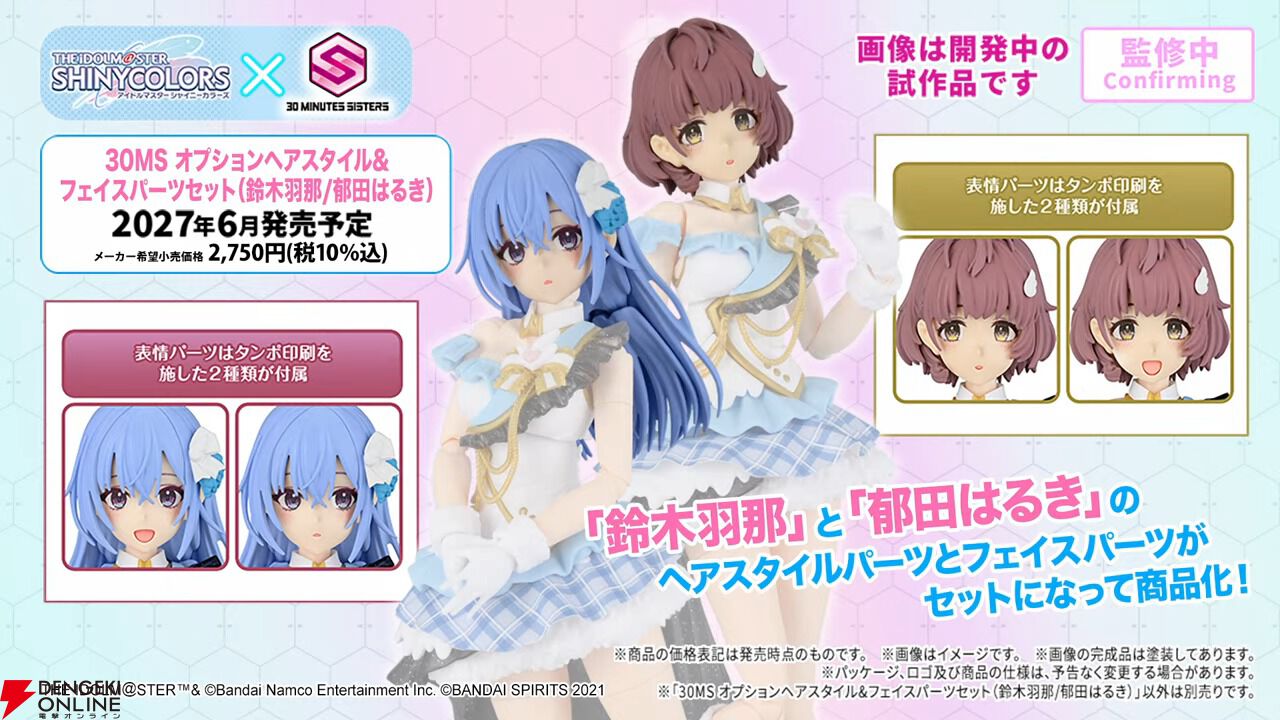 THE iDOLM@STER
SHINYCOLORS
アイドルマスターシャイニーカラーズ
×
30 MINUTES SISTERS
画像は開発中の
試作品です
監修中
Confirming
30MS オプションヘアスタイル&
フェイスパーツセット(鈴木羽那/郁田はるき)
2027年6月発売予定
メーカー希望小売価格 2,750円(税10%込)
表情パーツはタンポ印刷を
施した2種類が付属
表情パーツはタンポ印刷を
施した2種類が付属
「鈴木羽那」と「郁田はるき」の
ヘアスタイルパーツとフェイスパーツが
セットになって商品化!
※商品の価格表記は発売時点のものです。 ※画像はイメージです。 ※画像の完成品は塗装してあります。
※パッケージ、ロゴ及び商品の仕様は、予告なく変更する場合があります。
※「30MS オプションヘアスタイル&フェイスパーツセット(鈴木羽那/郁田はるき)」以外は別売りです。
THE IDOLM@STER™& ©Bandai Namco Entertainment Inc. ©BANDAI SPIRITS 2021
DENGEKI
ONLINE
電撃オンライン